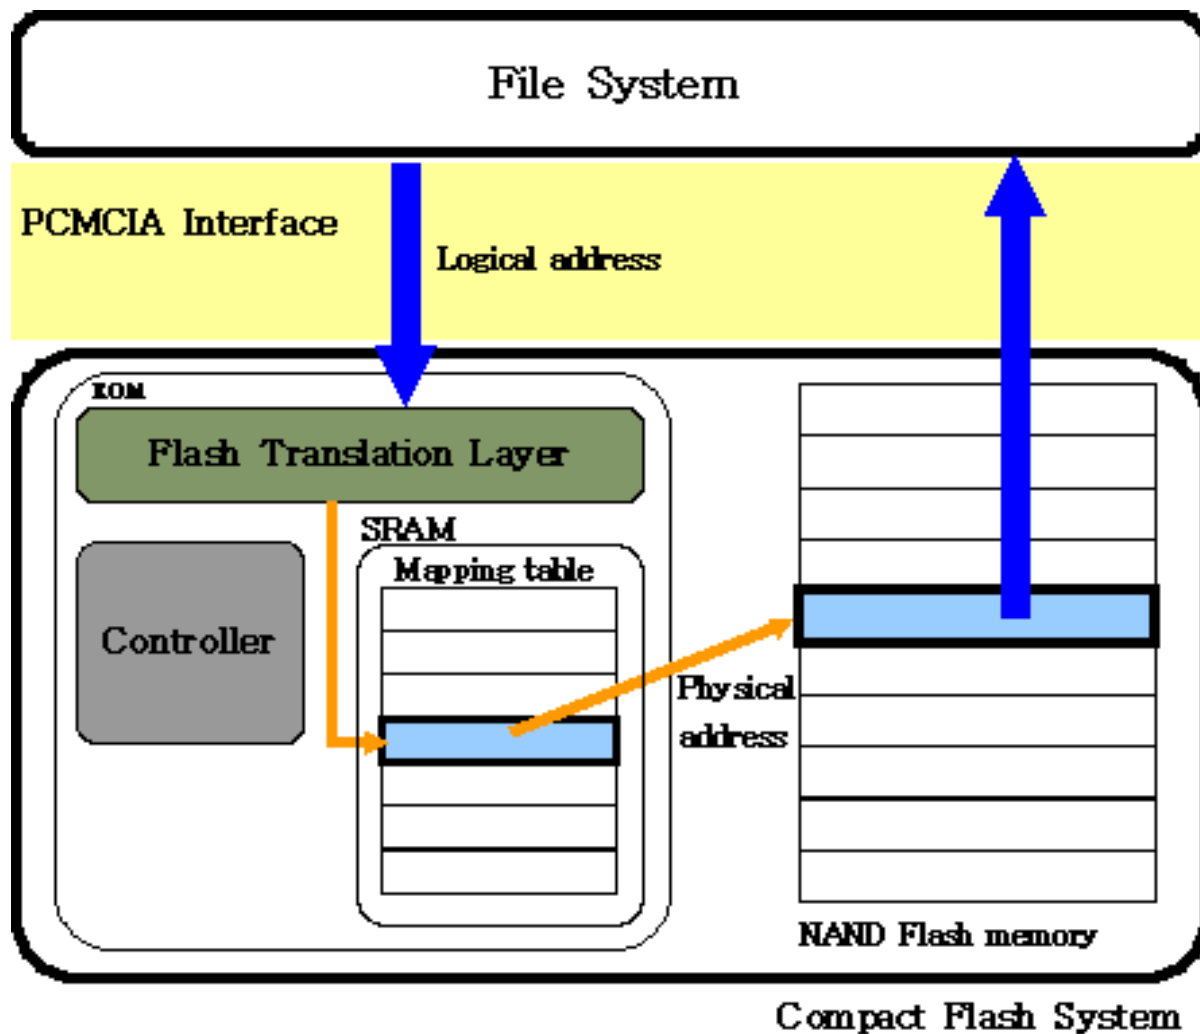 File System
PCMCIA Interface
Logical address
ROM
Flash Translation Layer
SRAM
Mapping table
Controller
Physical
address
NAND Flash memory
Compact Flash System